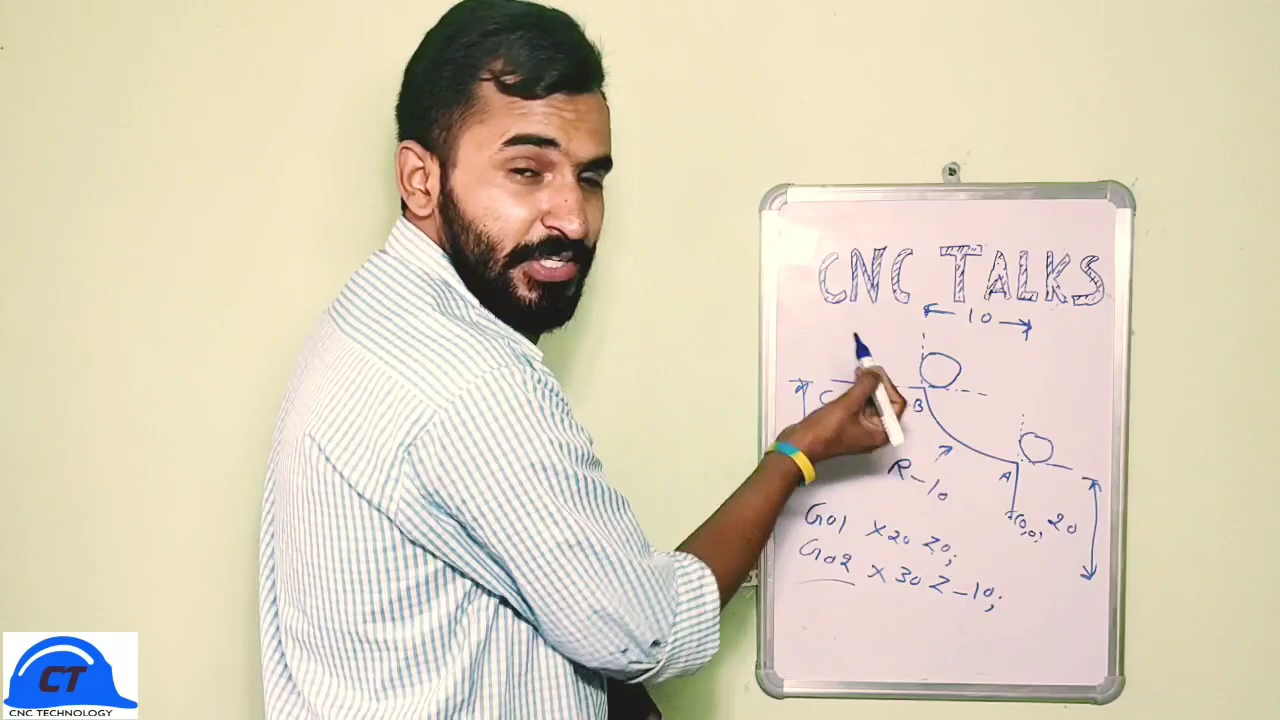 CNC TALKS
10
C
B
R-10
A
0,0, 20
G01 X20 Z0;
G02 X30 Z-10;
CT
CNC TECHNOLOGY